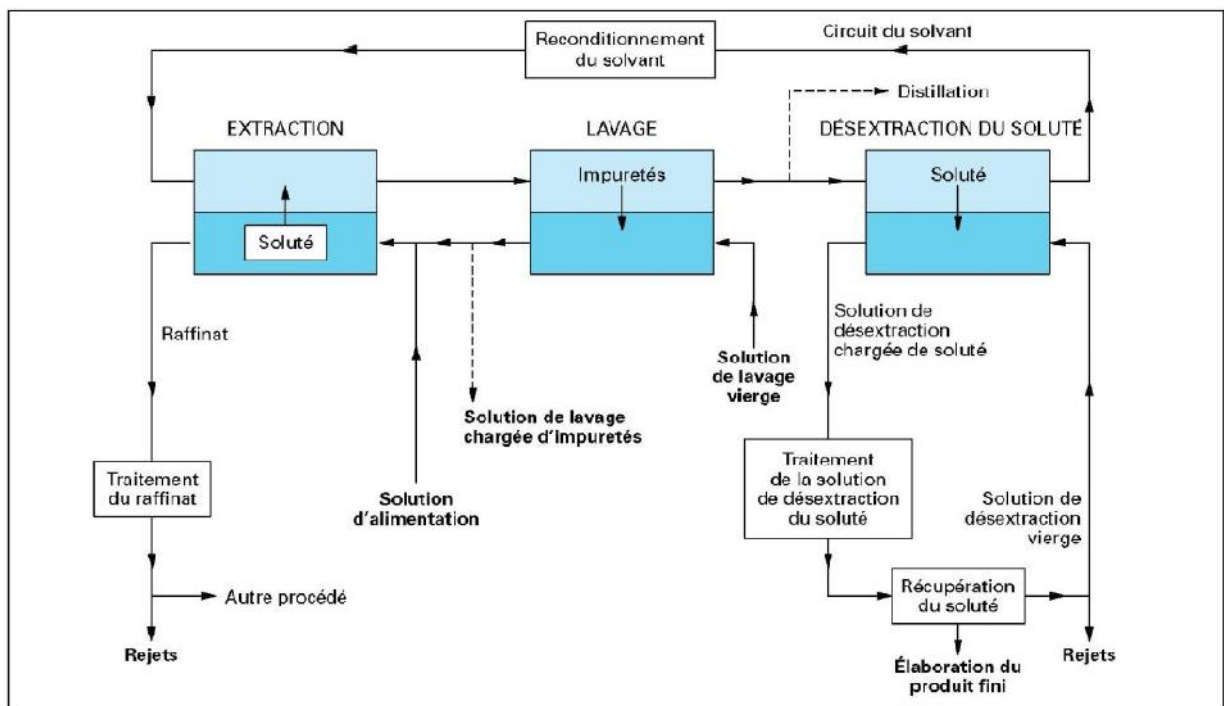 Circuit du solvant
Reconditionnement
du solvant
Distillation
EXTRACTION
LAVAGE
DÉSEXTRACTION DU SOLUTÉ
Impuretés
Soluté
Soluté
Raffinat
Solution de
désextraction
chargée de soluté
Solution
de lavage
vierge
Solution de lavage
chargée d'impuretés
Traitement
du raffinat
Solution
d'alimentation
Traitement
de la solution
de désextraction
du soluté
Solution de
désextraction
vierge
Autre procédé
Récupération
du soluté
Rejets
Élaboration du
produit fini
Rejets